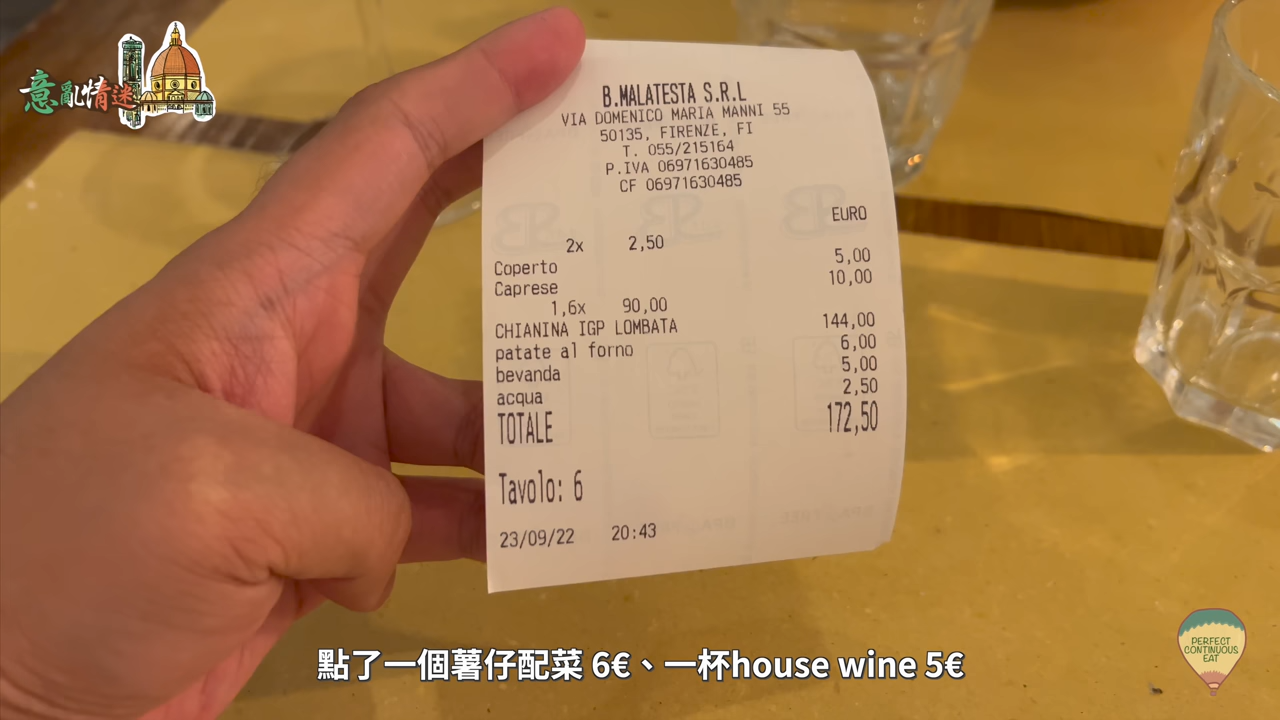 意亂情迷
B.MALATESTA S.R.L
VIA DOMENICO MARIA MANNI 55
50135, FIRENZE, FI
T. 055/215164
P.IVA 06971630485
CF 06971630485
EURO
2x 2,50
Coperto 5,00
Caprese 10,00
1,6x 90,00
CHIANINA IGP LOMBATA 144,00
patate al forno 6,00
bevanda 5,00
acqua 2,50
TOTALE 172,50
Tavolo: 6
23/09/22 20:43
點了一個薯仔配菜 6€、一杯house wine 5€
PERFECT
CONTINUOUS
EAT